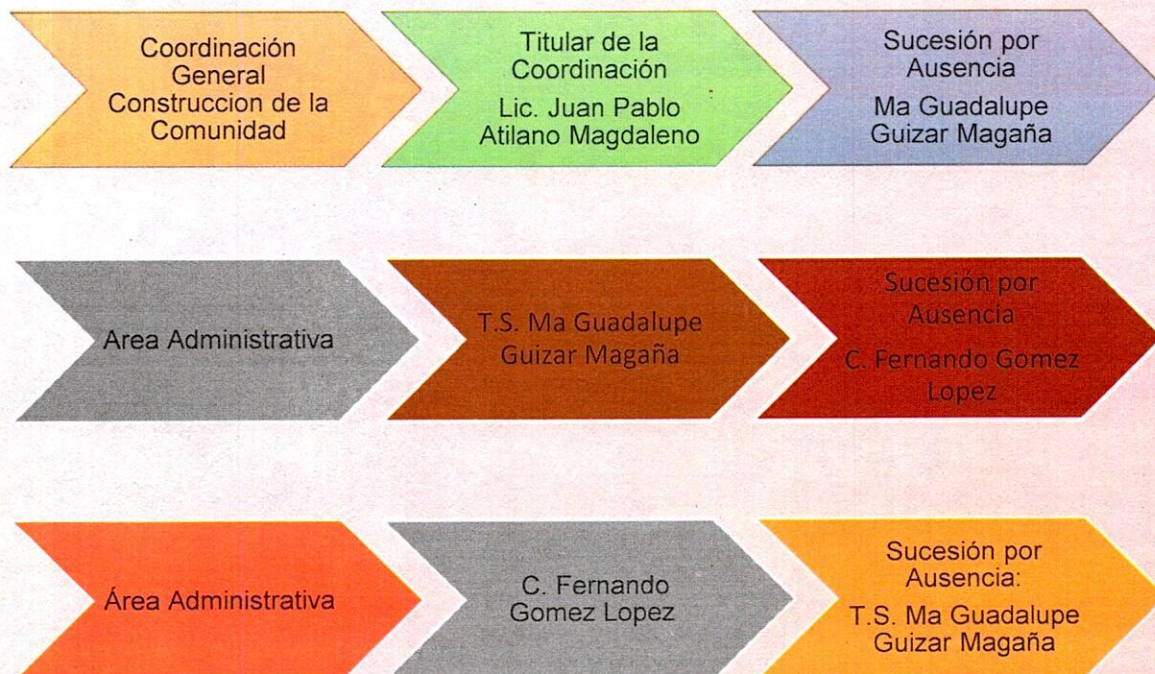 Coordinación
General
Construccion de la
Comunidad
Titular de la
Coordinación
Lic. Juan Pablo
Atilano Magdaleno
Sucesión por
Ausencia
Ma Guadalupe
Guizar Magaña
Area Administrativa
T.S. Ma Guadalupe
Guizar Magaña
Sucesión por
Ausencia
C. Fernando Gomez
Lopez
Área Administrativa
C. Fernando
Gomez Lopez
Sucesión por
Ausencia:
T.S. Ma Guadalupe
Guizar Magaña